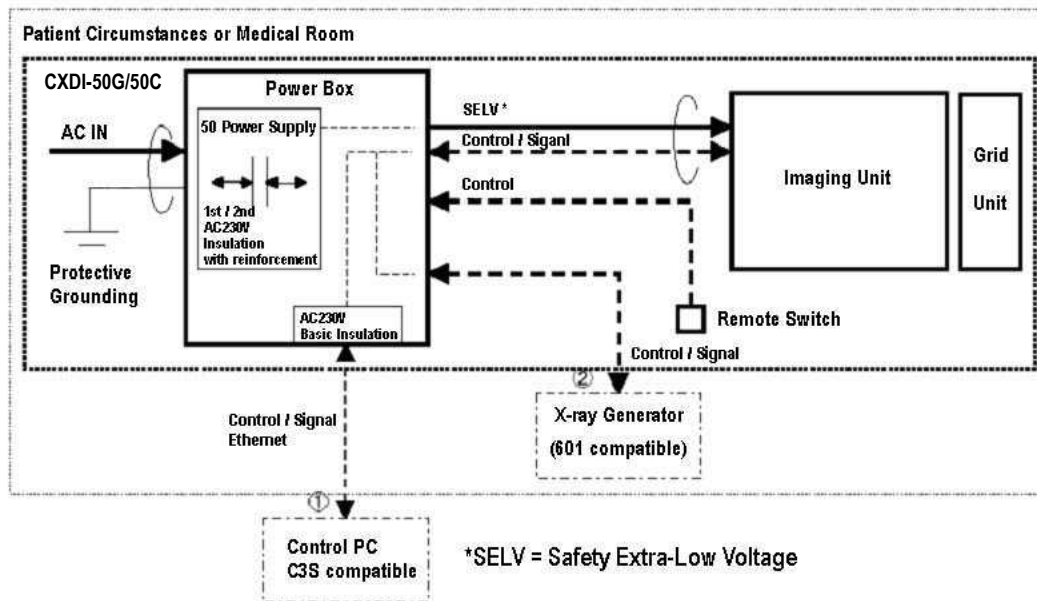 Patient Circumstances or Medical Room
CXDI-50G/50C
Power Box
AC IN
50 Power Supply
1st / 2nd
AC230V
Insulation
with reinforcement
Protective
Grounding
AC230V
Basic Insulation
SELV *
Control / Siganl
Control
Imaging Unit
Grid
Unit
Remote Switch
Control / Signal
②
X-ray Generator
(601 compatible)
Control / Signal
Ethernet
①
Control PC
C3S compatible
*SELV = Safety Extra-Low Voltage